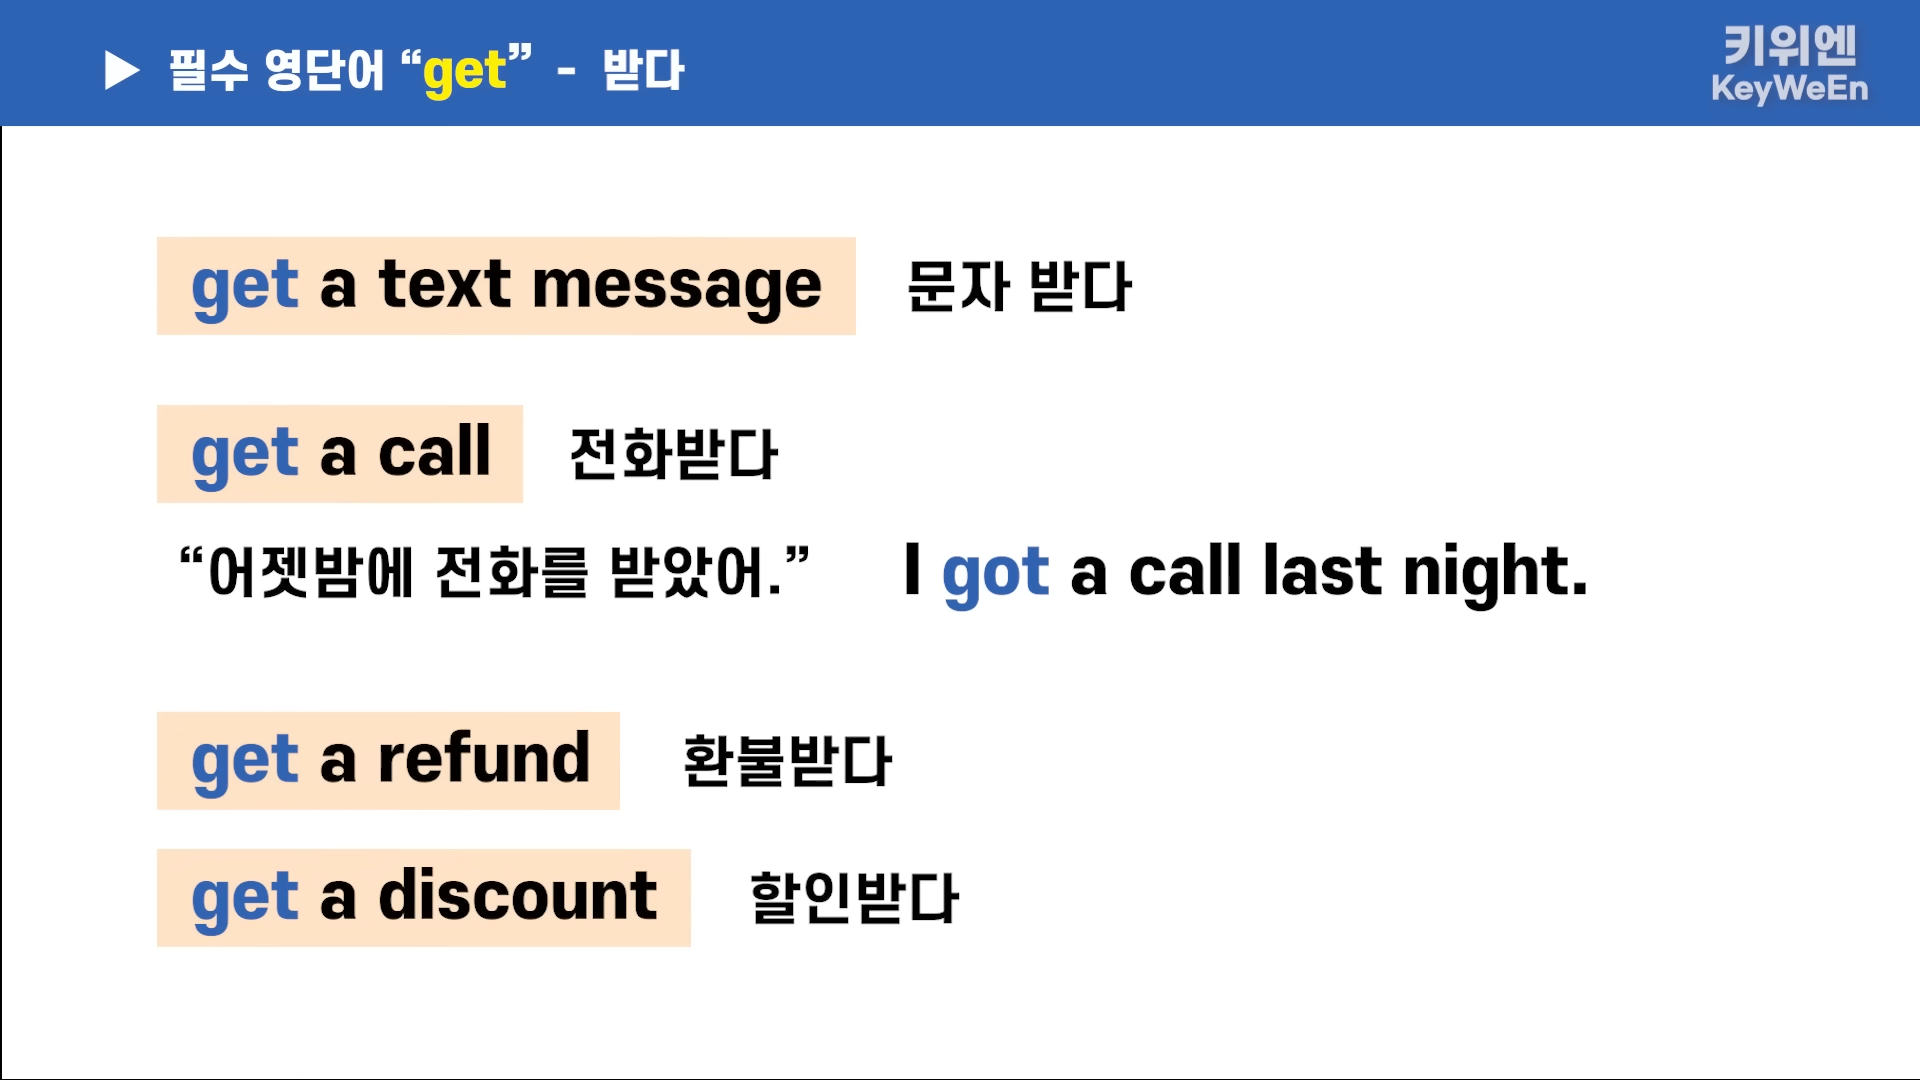 ▶ 필수 영단어 “get” - 받다
키위엔
KeyWeEn
get a text message 문자 받다
get a call 전화받다
“어젯밤에 전화를 받았어.” I got a call last night.
get a refund 환불받다
get a discount 할인받다